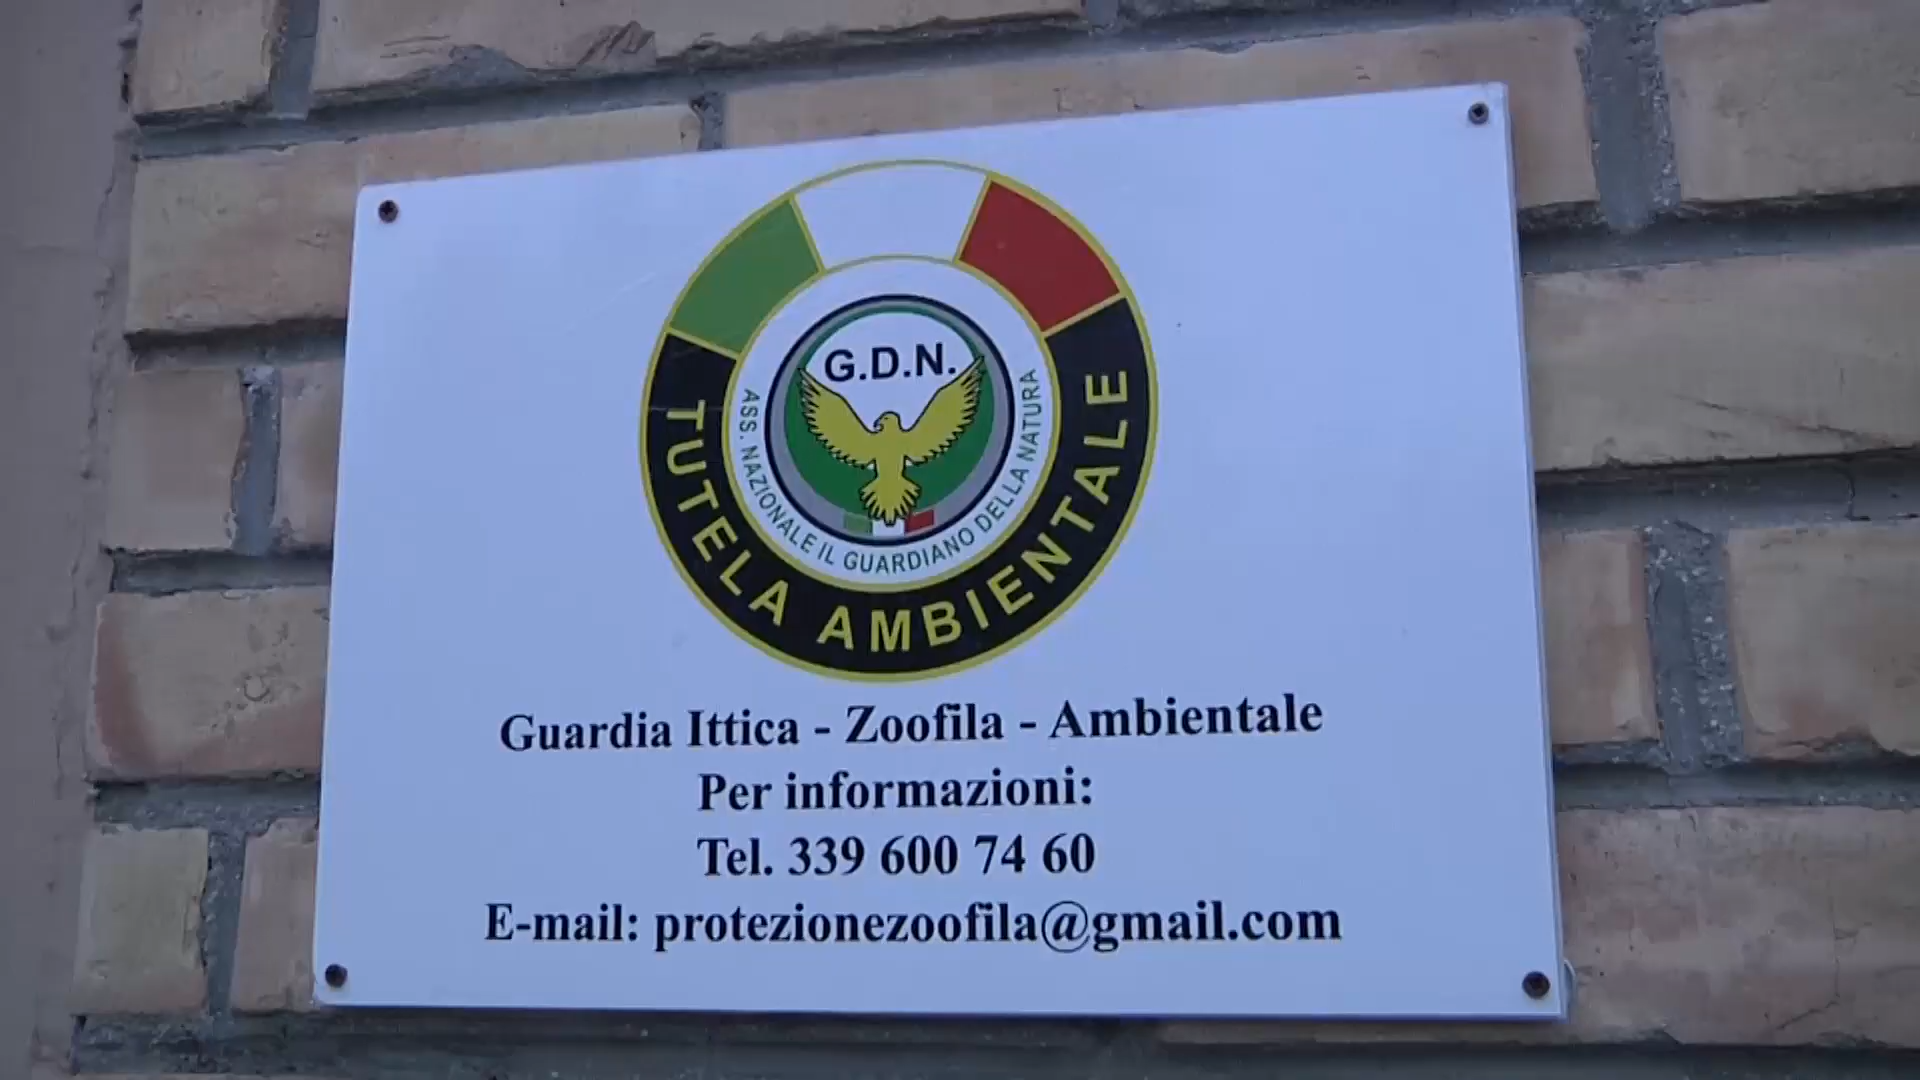 G.D.N.
ASS. NAZIONALE IL GUARDIANO DELLA NATURA
TUTELA AMBIENTALE
Guardia Ittica - Zoofila - Ambientale
Per informazioni:
Tel. 339 600 74 60
E-mail: protezionezoofila@gmail.com